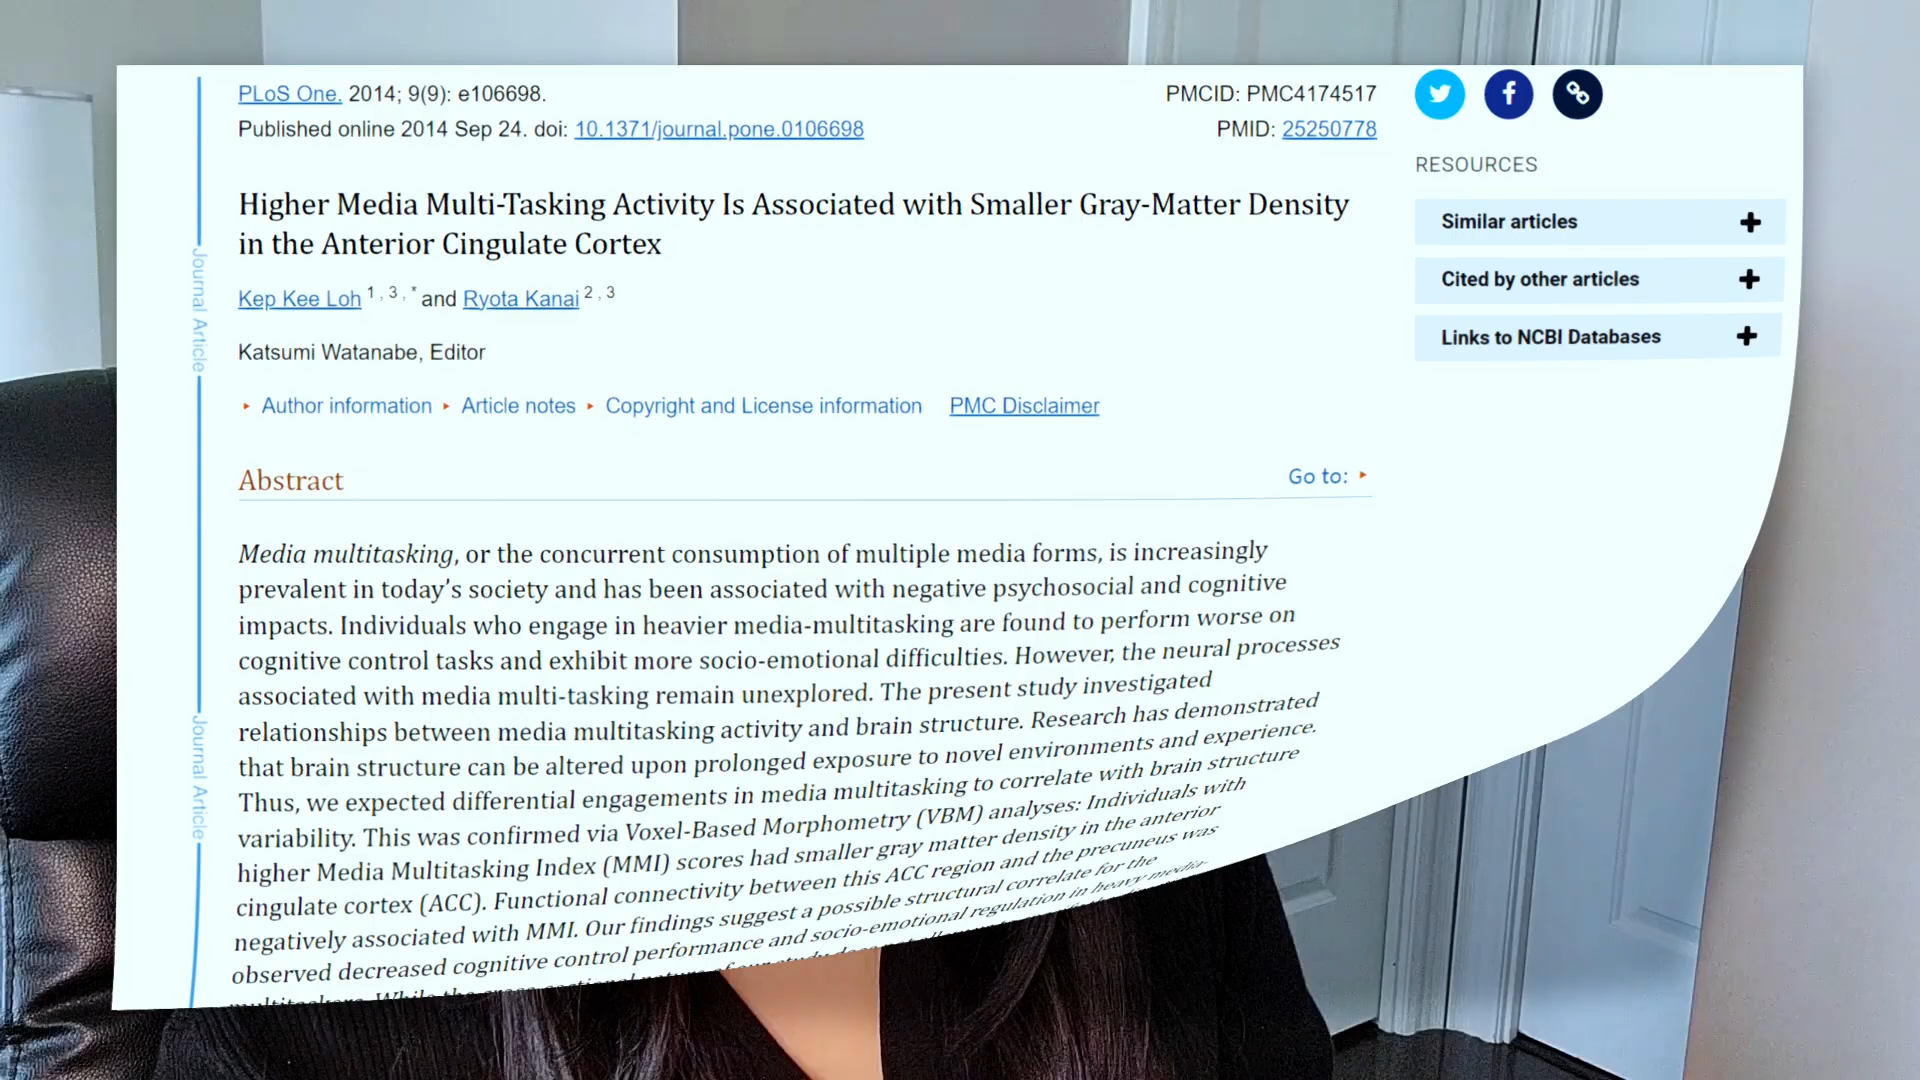 PLoS One. 2014; 9(9): e106698.
PMCID: PMC4174517
Published online 2014 Sep 24. doi: 10.1371/journal.pone.0106698
PMID: 25250778
Higher Media Multi-Tasking Activity Is Associated with Smaller Gray-Matter Density
in the Anterior Cingulate Cortex
Kep Kee Loh 1, 3, * and Ryota Kanai 2, 3
Katsumi Watanabe, Editor
Author information Article notes Copyright and License information PMC Disclaimer
Abstract
Go to:
Media multitasking, or the concurrent consumption of multiple media forms, is increasingly
prevalent in today's society and has been associated with negative psychosocial and cognitive
impacts. Individuals who engage in heavier media-multitasking are found to perform worse on
cognitive control tasks and exhibit more socio-emotional difficulties. However, the neural processes
associated with media multi-tasking remain unexplored. The present study investigated
relationships between media multitasking activity and brain structure. Research has demonstrated
that brain structure can be altered upon prolonged exposure to novel environments and experience.
Thus, we expected differential engagements in media multitasking to correlate with brain structure
variability. This was confirmed via Voxel-Based Morphometry (VBM) analyses: Individuals with
higher Media Multitasking Index (MMI) scores had smaller gray matter density in the anterior
cingulate cortex (ACC). Functional connectivity between this ACC region and the precuneus was
negatively associated with MMI. Our findings suggest a possible structural correlate for the
observed decreased cognitive control performance and socio-emotional regulation in heavy media-
multitaskers. While the cross-sectional nature of our study does not
Journal Article
Journal Article
RESOURCES
Similar articles
Cited by other articles
Links to NCBI Databases